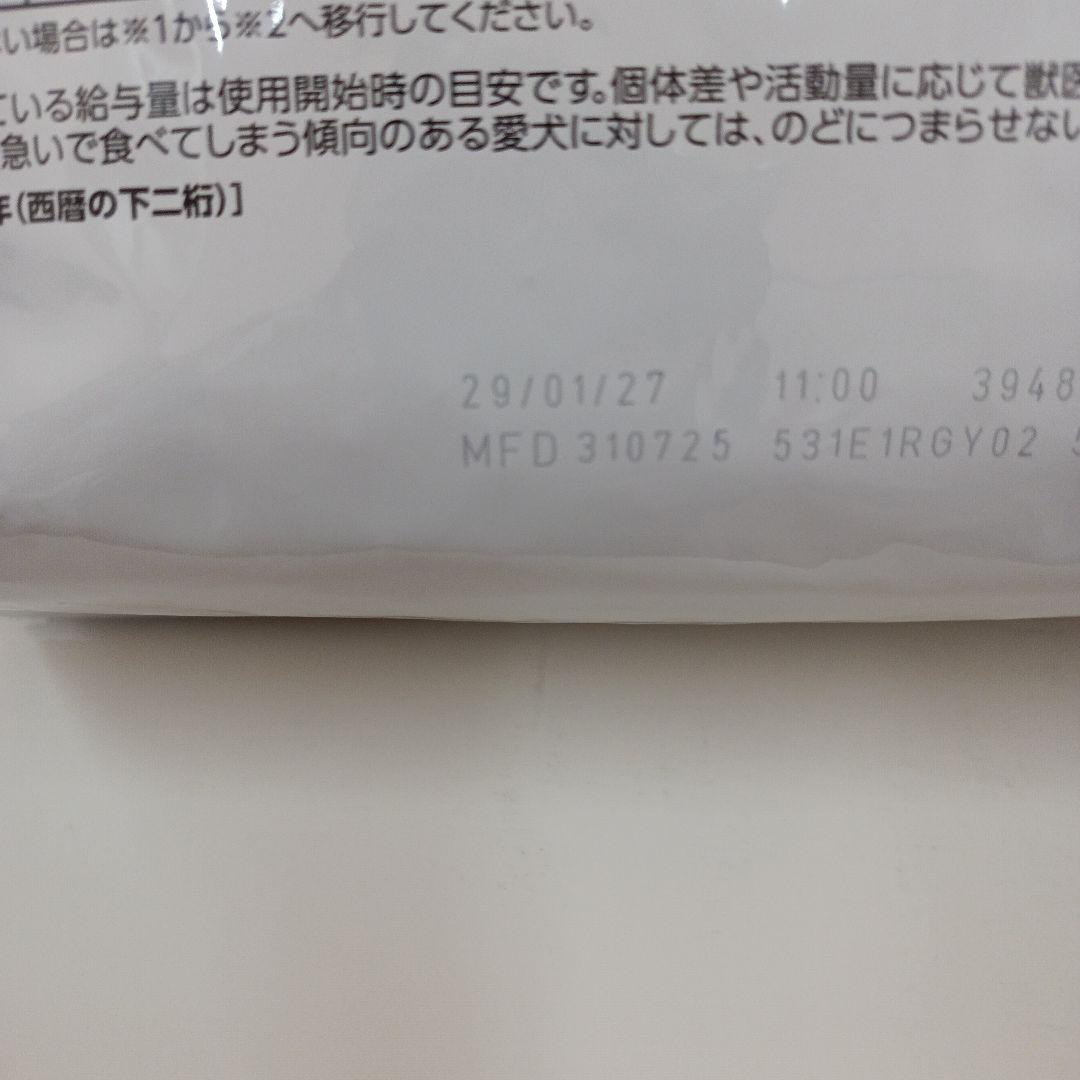 い場合は※1から※2へ移行してください。
ている給与量は使用開始時の目安です。個体差や活動量に応じて獣医
急いで食べてしまう傾向のある愛犬に対しては、のどにつまらせない
年(西暦の下二桁)]
29/01/27 11:00 3948
MFD 310725 531E1RGY02 5